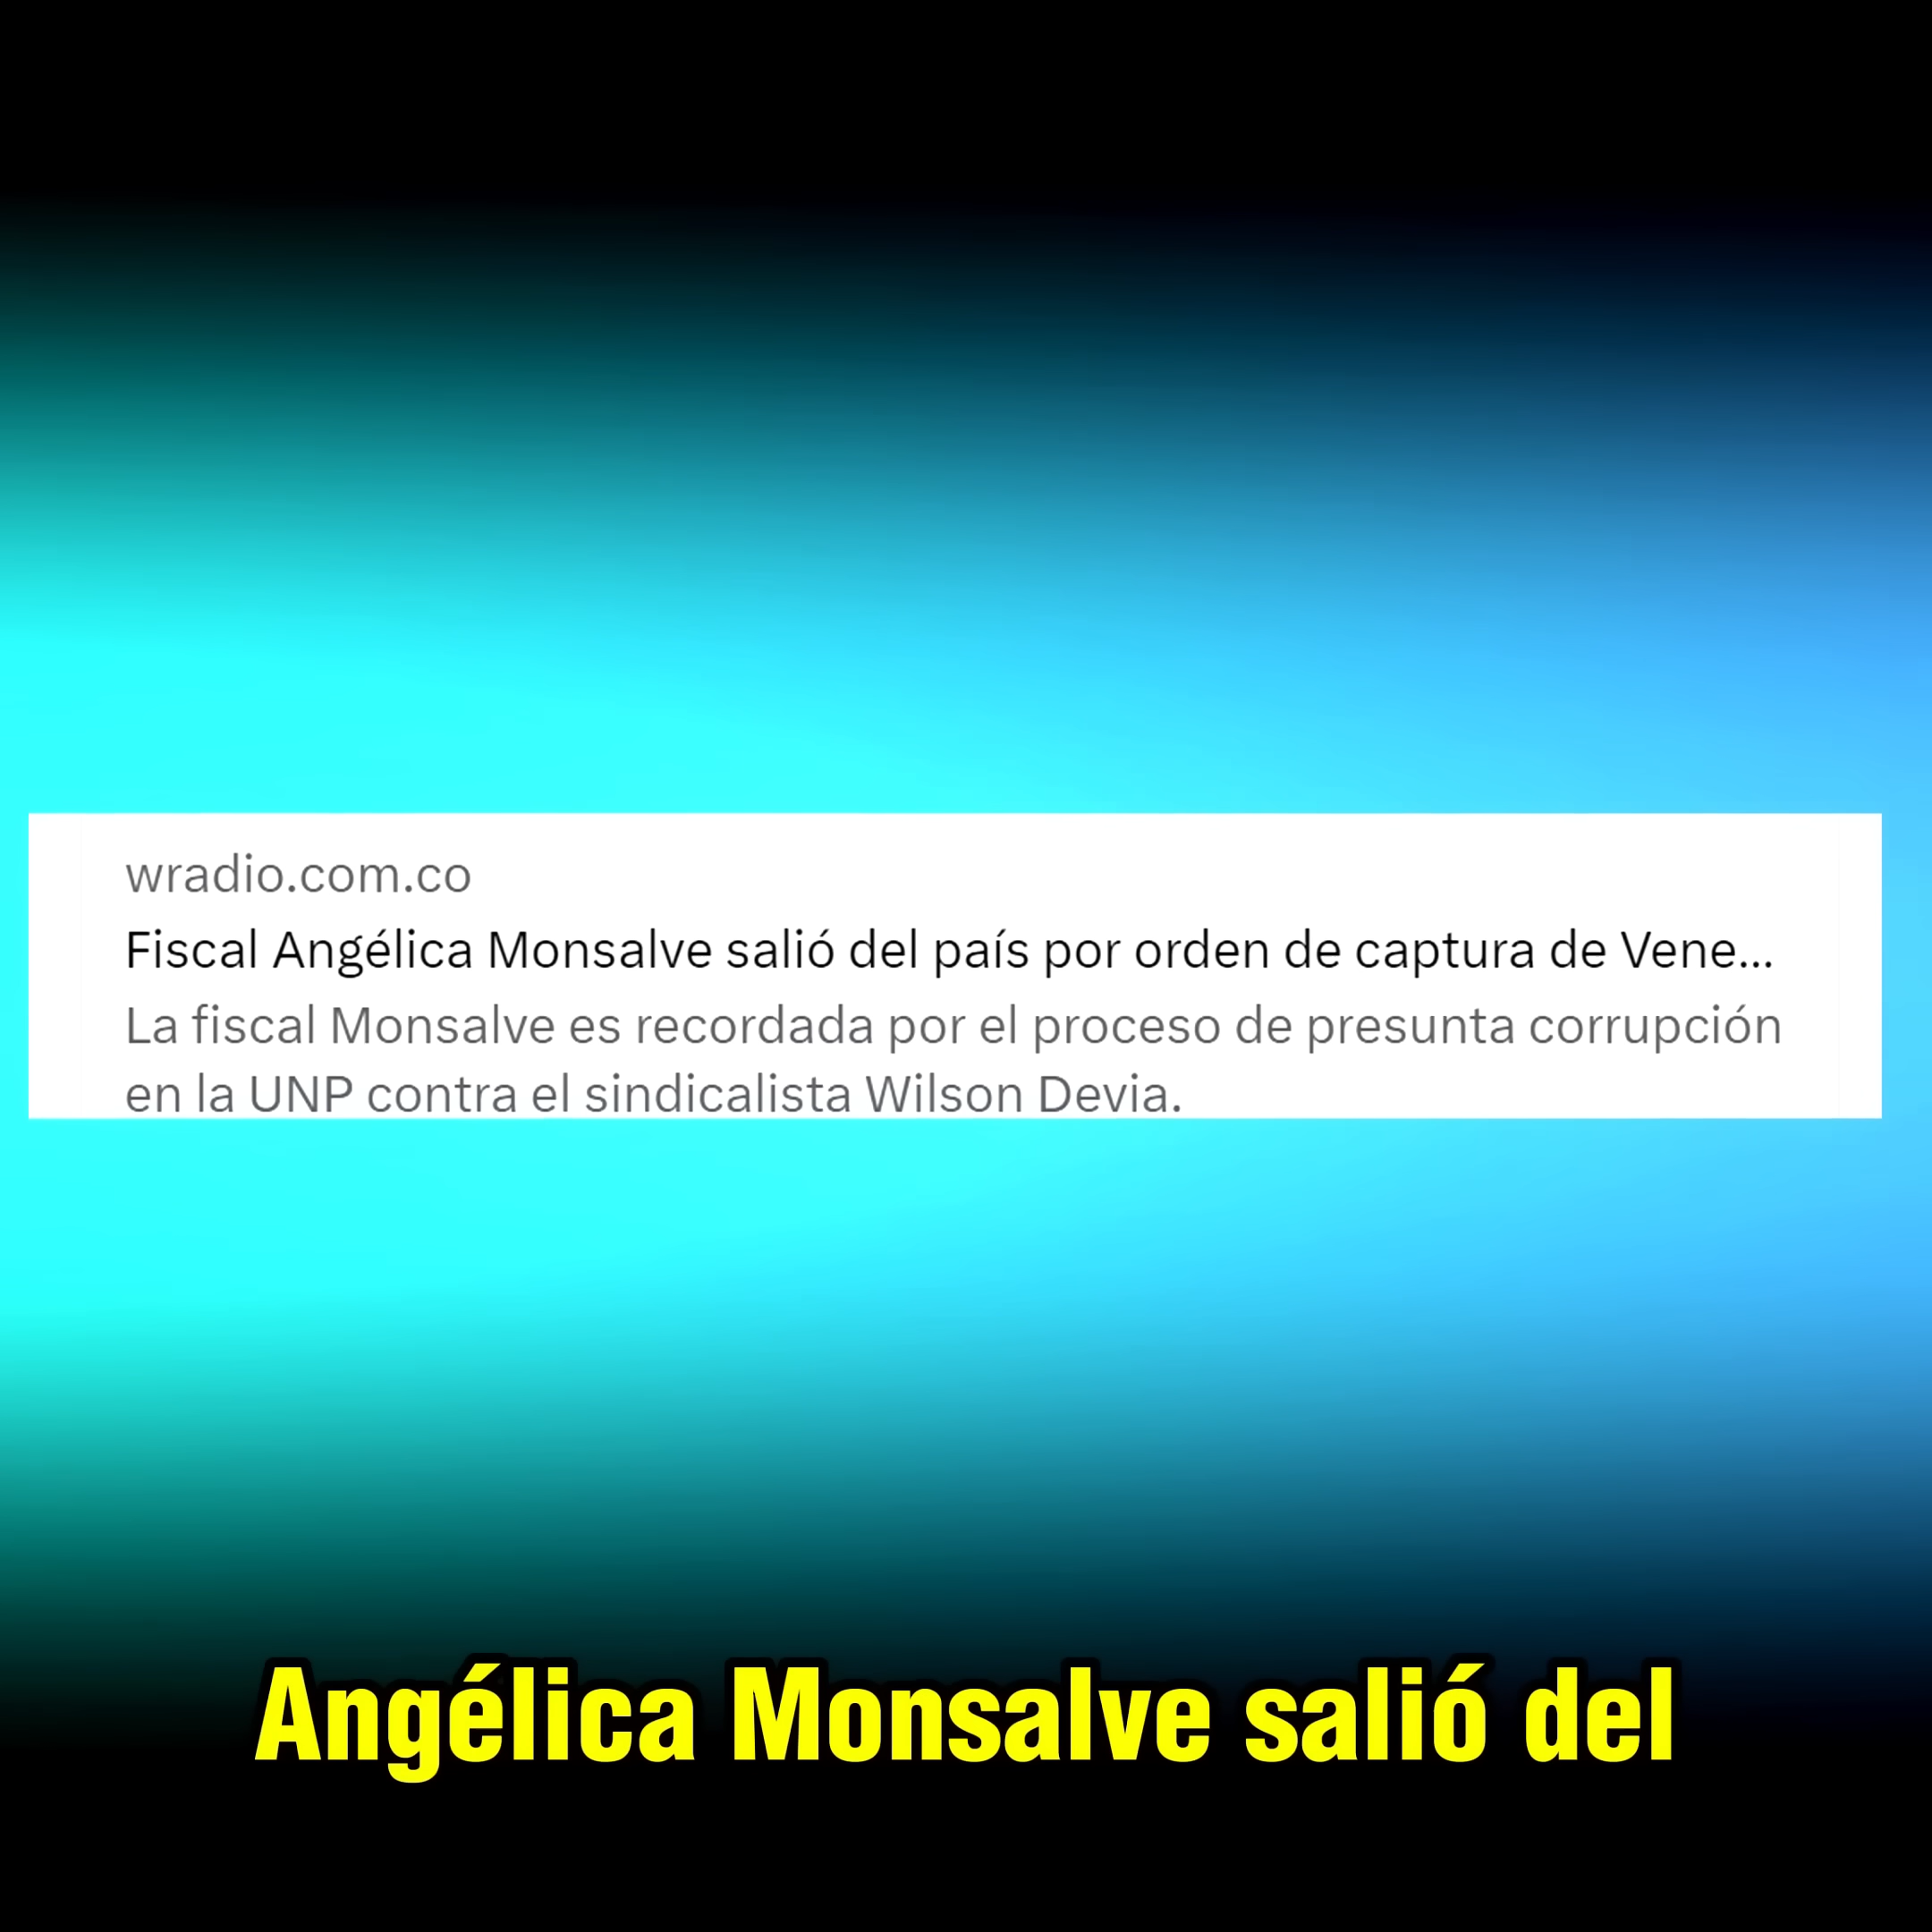 wradio.com.co
Fiscal Angélica Monsalve salió del país por orden de captura de Vene...
La fiscal Monsalve es recordada por el proceso de presunta corrupción
en la UNP contra el sindicalista Wilson Devia.
Angélica Monsalve salió del